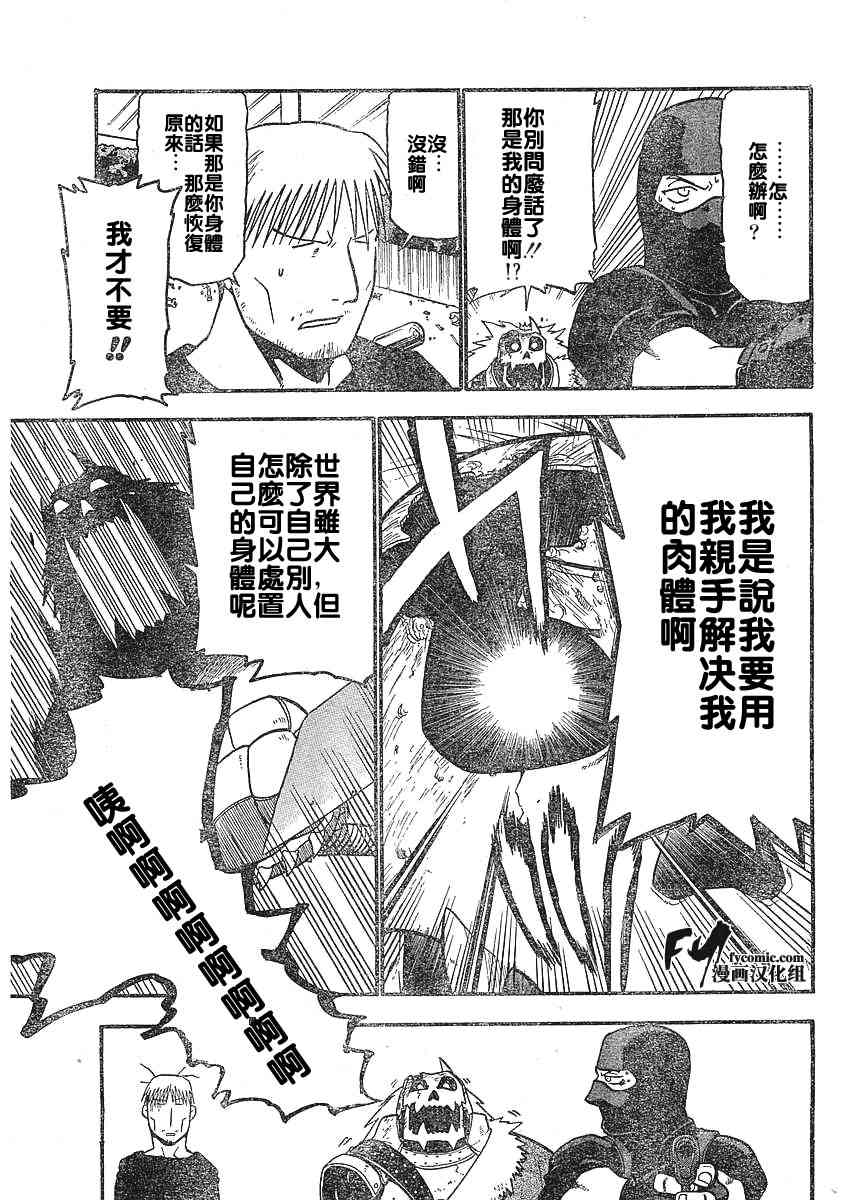 ……怎……
怎麼辦啊？
你別問廢話了!!
那是我的身體啊!?
沒…
沒錯啊
如果那是你身體
的話 那麼恢復
原來…
我才不要!!
我是說我要用
我親手解決我
的肉體啊
世界雖大，但
除了自己別人
怎麼可以處置
自己的身體呢
咦啊啊啊啊啊啊啊啊
FY
fycomic.com
漫画汉化组